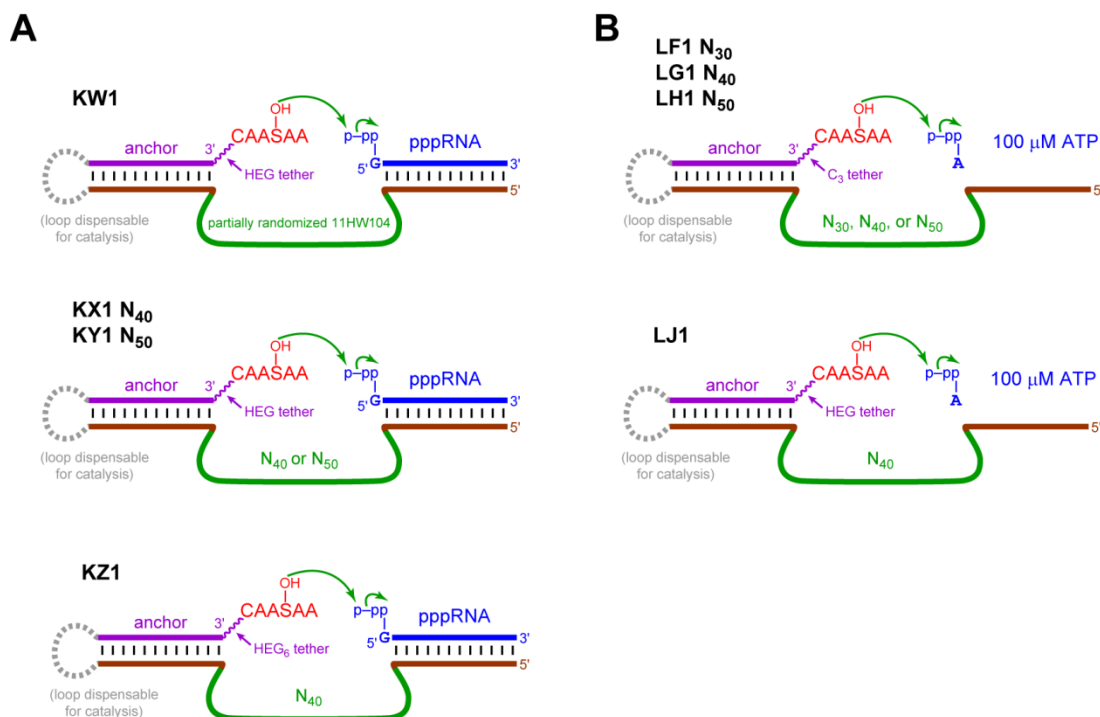 A
KW1
OH
CAASAA
p–pp
anchor
3'
HEG tether
5'G
pppRNA
3'
5'
(loop dispensable
for catalysis)
partially randomized 11HW104
KX1 N40
KY1 N50
OH
CAASAA
p–pp
anchor
3'
HEG tether
5'G
pppRNA
3'
5'
(loop dispensable
for catalysis)
N40 or N50
KZ1
OH
CAASAA
p–pp
anchor
3'
HEG6 tether
5'G
pppRNA
3'
5'
(loop dispensable
for catalysis)
N40
B
LF1 N30
LG1 N40
LH1 N50
OH
CAASAA
p–pp
anchor
3'
C3 tether
A
100 μM ATP
5'
(loop dispensable
for catalysis)
N30, N40, or N50
LJ1
OH
CAASAA
p–pp
anchor
3'
HEG tether
A
100 μM ATP
5'
(loop dispensable
for catalysis)
N40